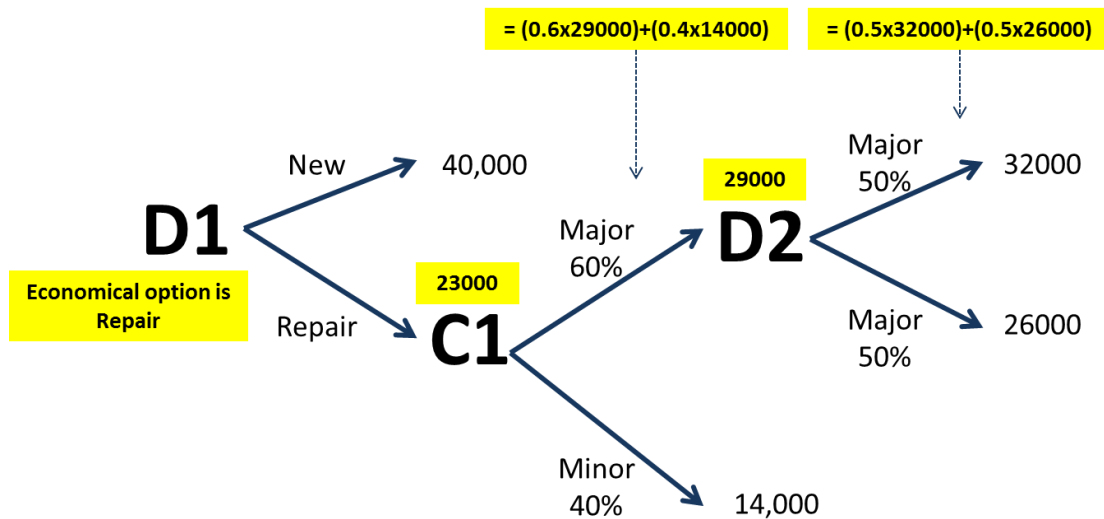 = (0.6x29000)+(0.4x14000)
= (0.5x32000)+(0.5x26000)
New
40,000
Major
50%
32000
29000
D1
D2
Major
60%
Economical option is
Repair
23000
Repair
C1
Major
50%
26000
Minor
40%
14,000